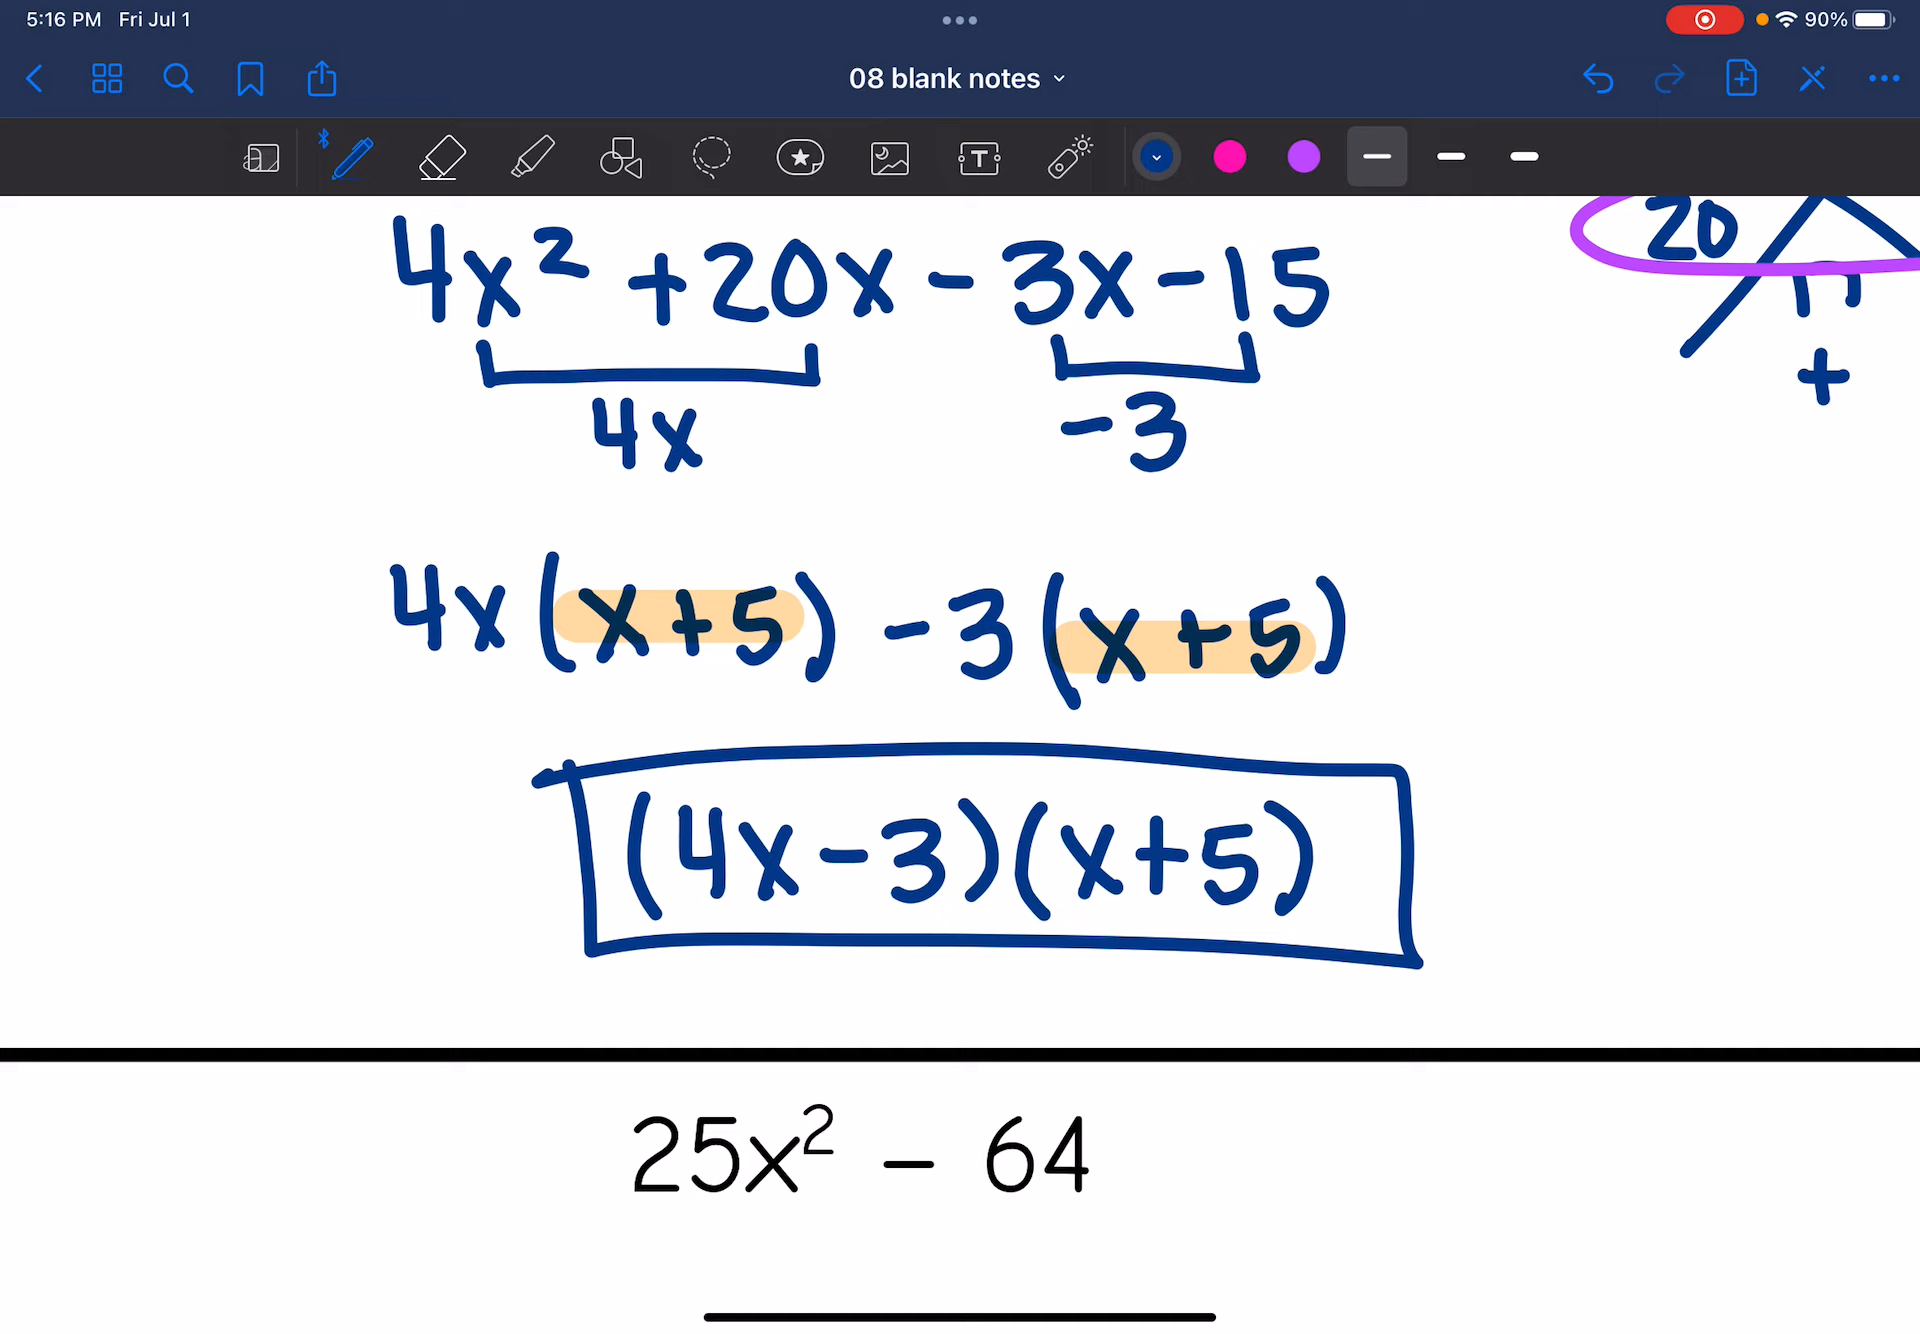 5:16 PM Fri Jul 1
90%
08 blank notes
T
4x² + 20x - 3x - 15
20
17
+
4x
-3
4x(x + 5) - 3(x + 5)
(4x - 3)(x + 5)
25x² – 64